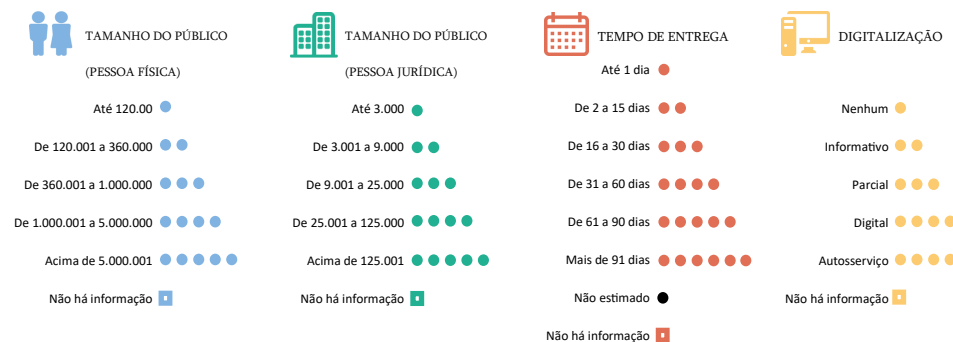 TAMANHO DO PÚBLICO
(PESSOA FÍSICA)
Até 120.00
De 120.001 a 360.000
De 360.001 a 1.000.000
De 1.000.001 a 5.000.000
Acima de 5.000.001
Não há informação
TAMANHO DO PÚBLICO
(PESSOA JURÍDICA)
Até 3.000
De 3.001 a 9.000
De 9.001 a 25.000
De 25.001 a 125.000
Acima de 125.001
Não há informação
TEMPO DE ENTREGA
Até 1 dia
De 2 a 15 dias
De 16 a 30 dias
De 31 a 60 dias
De 61 a 90 dias
Mais de 91 dias
Não estimado
Não há informação
DIGITALIZAÇÃO
Nenhum
Informativo
Parcial
Digital
Autosserviço
Não há informação